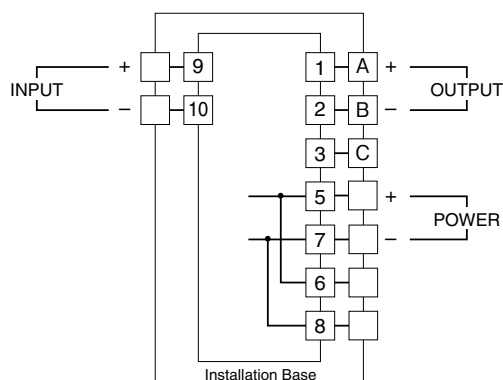 + 9 1 A +
INPUT OUTPUT
− 10 2 B −
3 C
5 +
POWER
7 −
6
8
Installation Base